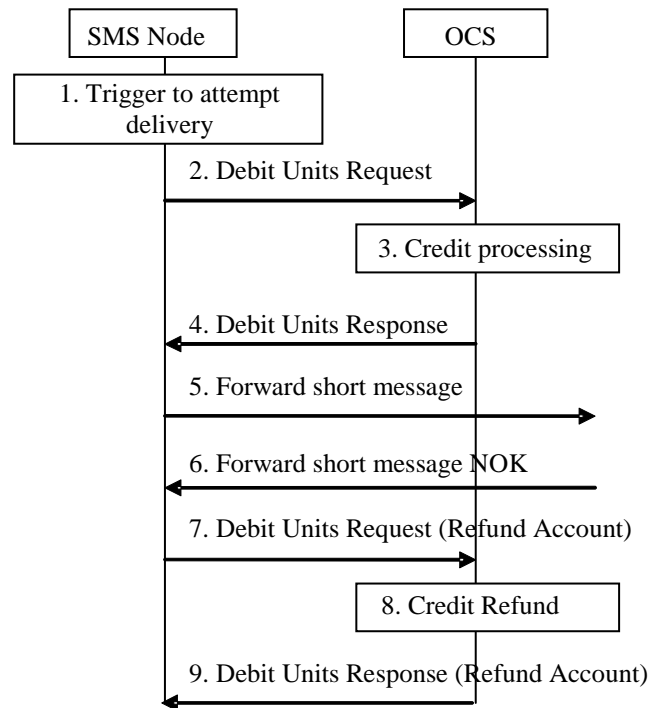 SMS Node
OCS
1. Trigger to attempt
delivery
2. Debit Units Request
3. Credit processing
4. Debit Units Response
5. Forward short message
6. Forward short message NOK
7. Debit Units Request (Refund Account)
8. Credit Refund
9. Debit Units Response (Refund Account)